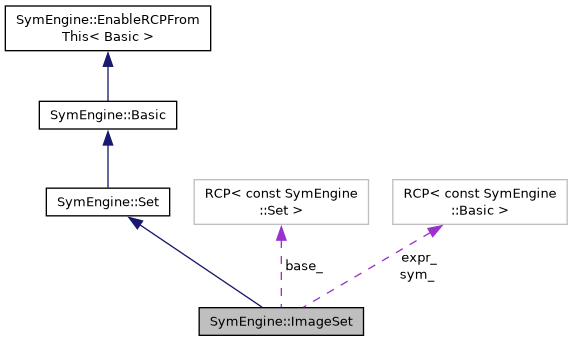 SymEngine::EnableRCPFrom
This< Basic >
SymEngine::Basic
SymEngine::Set
RCP< const SymEngine
::Set >
RCP< const SymEngine
::Basic >
base_
expr_
sym_
SymEngine::ImageSet